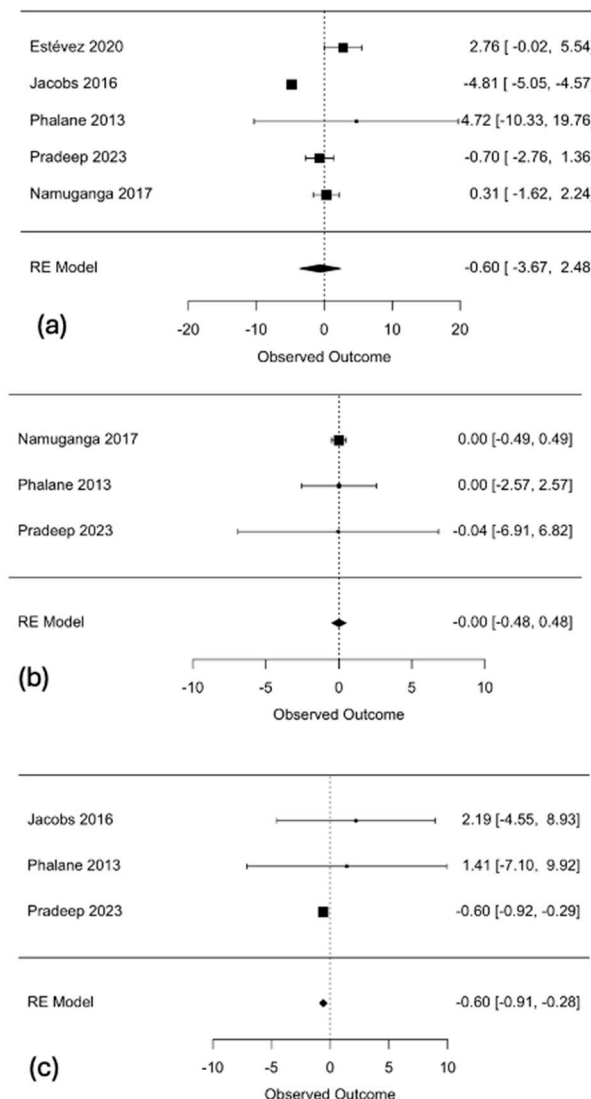 Estévez 2020 2.76 [ -0.02, 5.54]
Jacobs 2016 -4.81 [ -5.05, -4.57]
Phalane 2013 4.72 [-10.33, 19.76]
Pradeep 2023 -0.70 [ -2.76, 1.36]
Namuganga 2017 0.31 [ -1.62, 2.24]
RE Model -0.60 [ -3.67, 2.48]
-20 -10 0 10 20
(a)
Observed Outcome
Namuganga 2017 0.00 [-0.49, 0.49]
Phalane 2013 0.00 [-2.57, 2.57]
Pradeep 2023 -0.04 [-6.91, 6.82]
RE Model -0.00 [-0.48, 0.48]
(b)
-10 -5 0 5 10
Observed Outcome
Jacobs 2016 2.19 [-4.55, 8.93]
Phalane 2013 1.41 [-7.10, 9.92]
Pradeep 2023 -0.60 [-0.92, -0.29]
RE Model -0.60 [-0.91, -0.28]
-10 -5 0 5 10
(c)
Observed Outcome